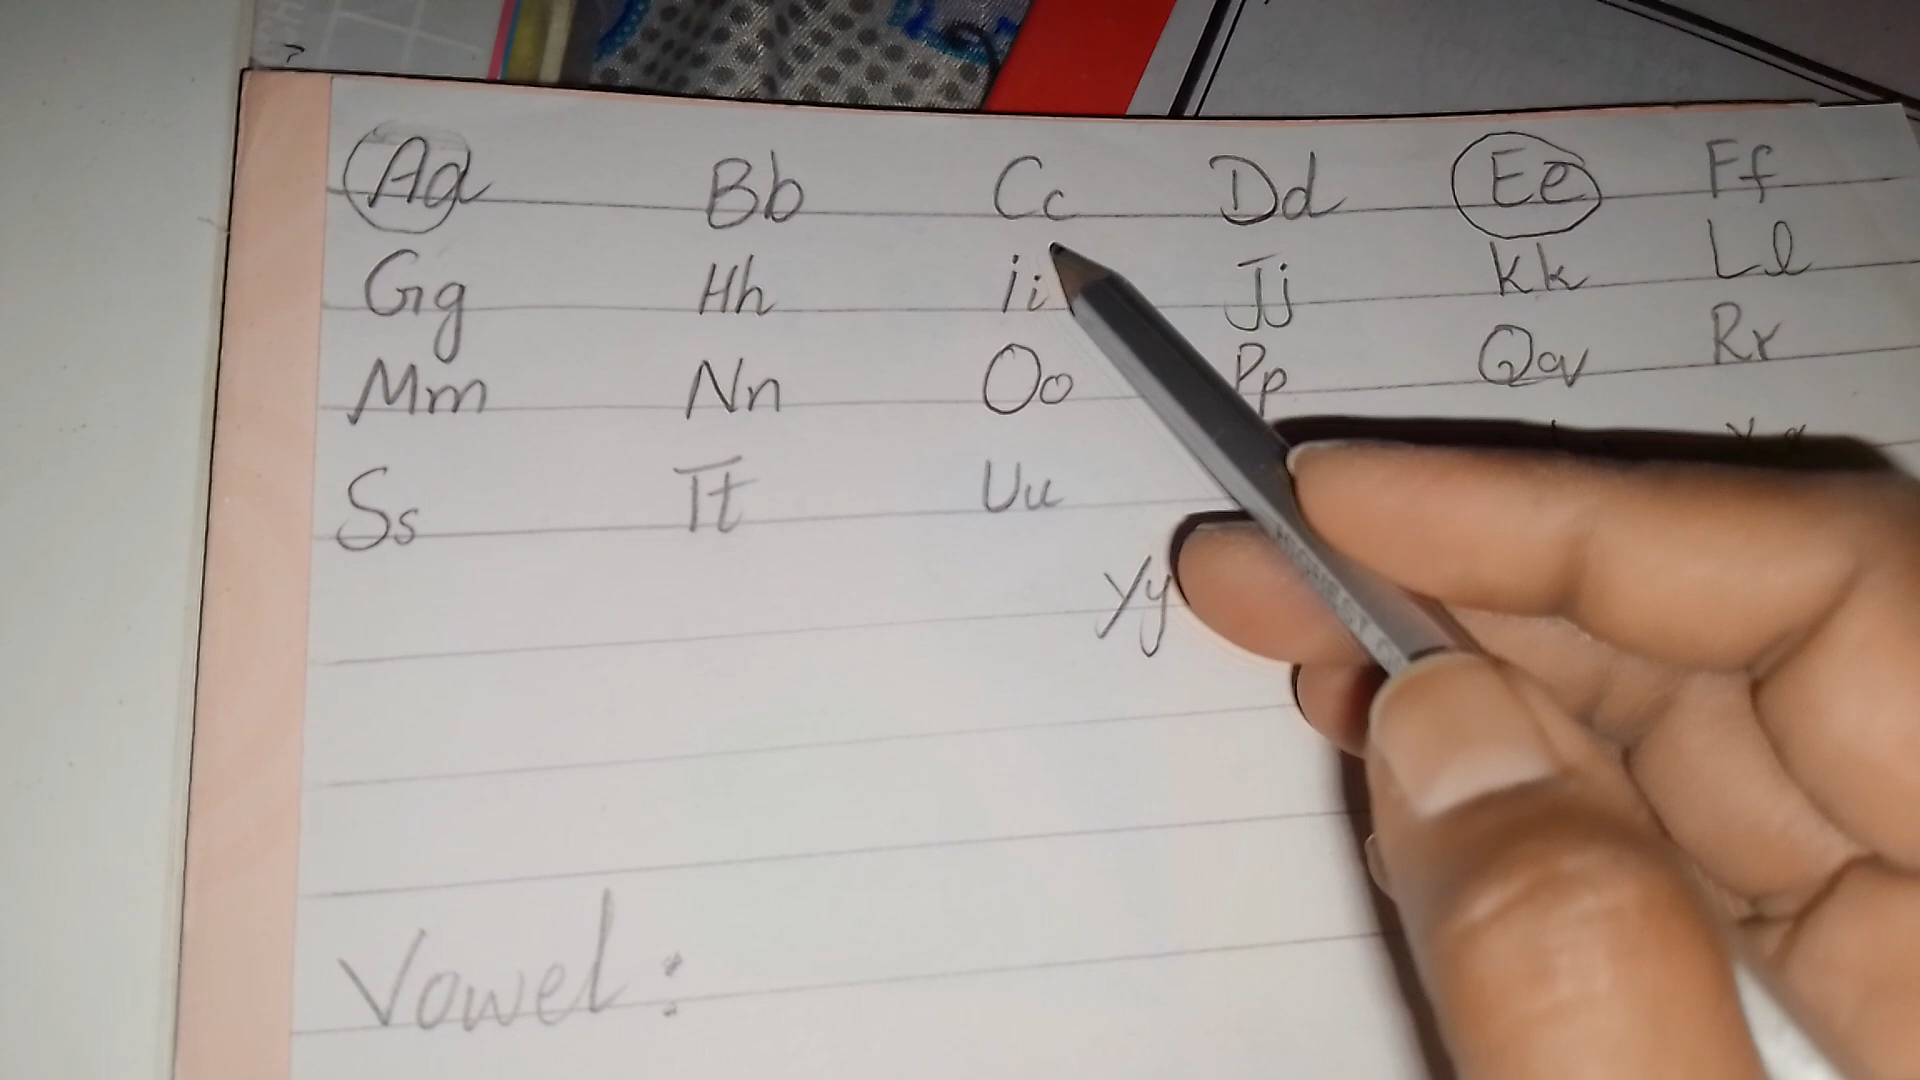 Aa Bb Cc Dd Ee Ff
Gg Hh ii Jj Kk Ll
Mm Nn Oo Pp Qq Rr
Ss Tt Uu
Yy
Vowel: